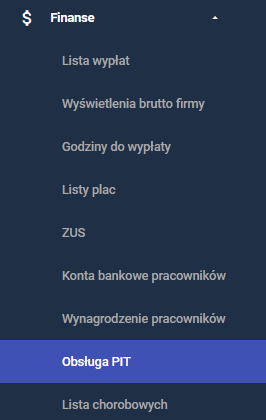 $ Finanse
Lista wypłat
Wyświetlenia brutto firmy
Godziny do wypłaty
Listy plac
ZUS
Konta bankowe pracowników
Wynagrodzenie pracowników
Obsługa PIT
Lista chorobowych